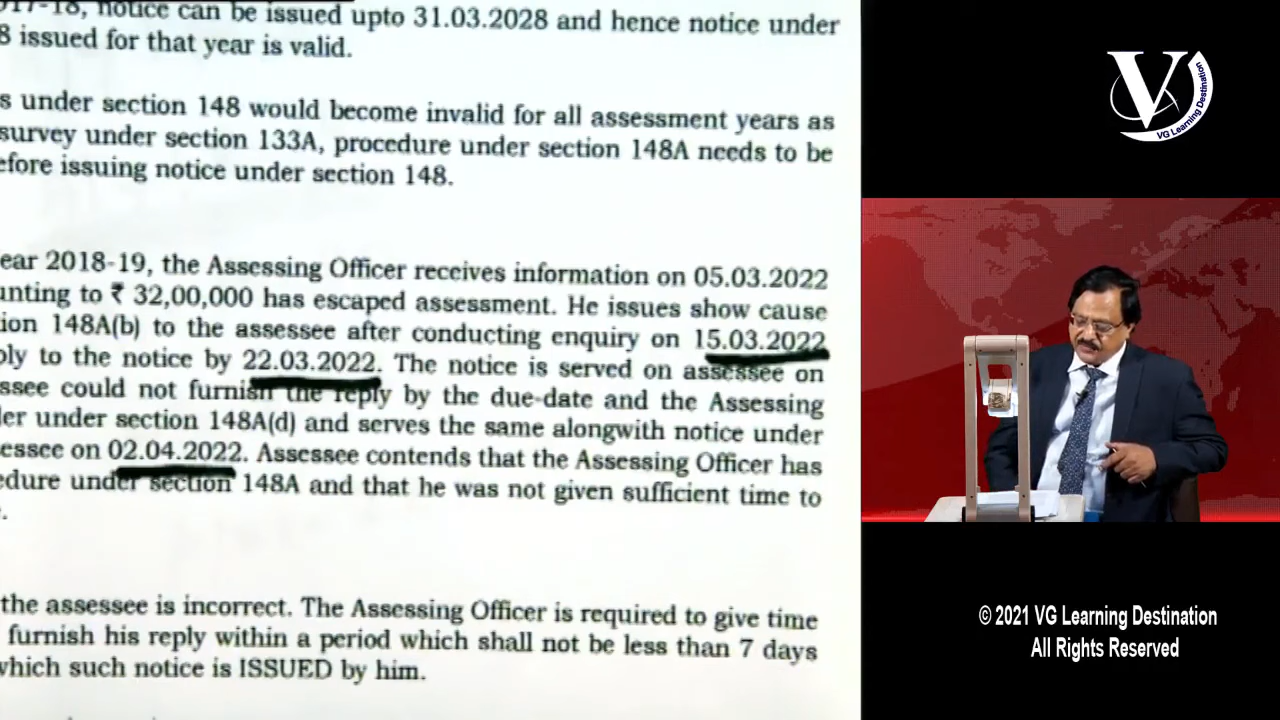 17-18, notice can be issued upto 31.03.2028 and hence notice under
8 issued for that year is valid.
s under section 148 would become invalid for all assessment years as
survey under section 133A, procedure under section 148A needs to be
efore issuing notice under section 148.
ear 2018-19, the Assessing Officer receives information on 05.03.2022
unting to ₹ 32,00,000 has escaped assessment. He issues show cause
ion 148A(b) to the assessee after conducting enquiry on 15.03.2022
ply to the notice by 22.03.2022. The notice is served on assessee on
ssee could not furnish the reply by the due-date and the Assessing
er under section 148A(d) and serves the same alongwith notice under
essee on 02.04.2022. Assessee contends that the Assessing Officer has
edure under section 148A and that he was not given sufficient time to
.
the assessee is incorrect. The Assessing Officer is required to give time
furnish his reply within a period which shall not be less than 7 days
which such notice is ISSUED by him.
V
VG Learning Destination
© 2021 VG Learning Destination
All Rights Reserved